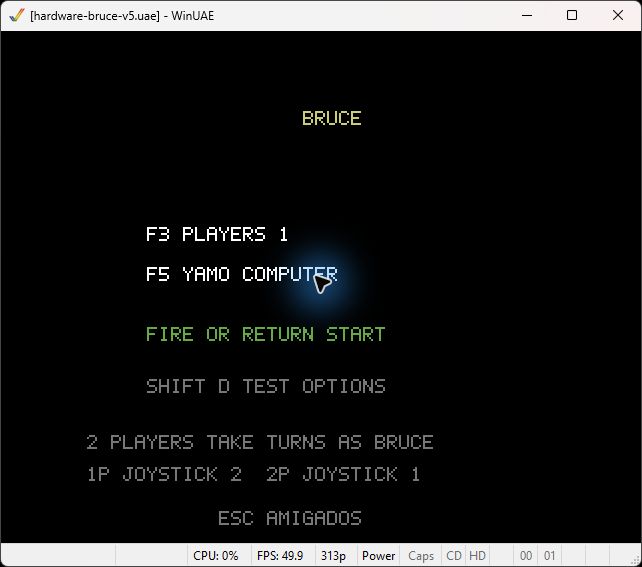 [hardware-bruce-v5.uae] - WinUAE
BRUCE
F3 PLAYERS 1
F5 YAMO COMPUTER
FIRE OR RETURN START
SHIFT D TEST OPTIONS
2 PLAYERS TAKE TURNS AS BRUCE
1P JOYSTICK 2  2P JOYSTICK 1
ESC AMIGADOS
CPU: 0% FPS: 49.9 313p Power Caps CD HD 00 01